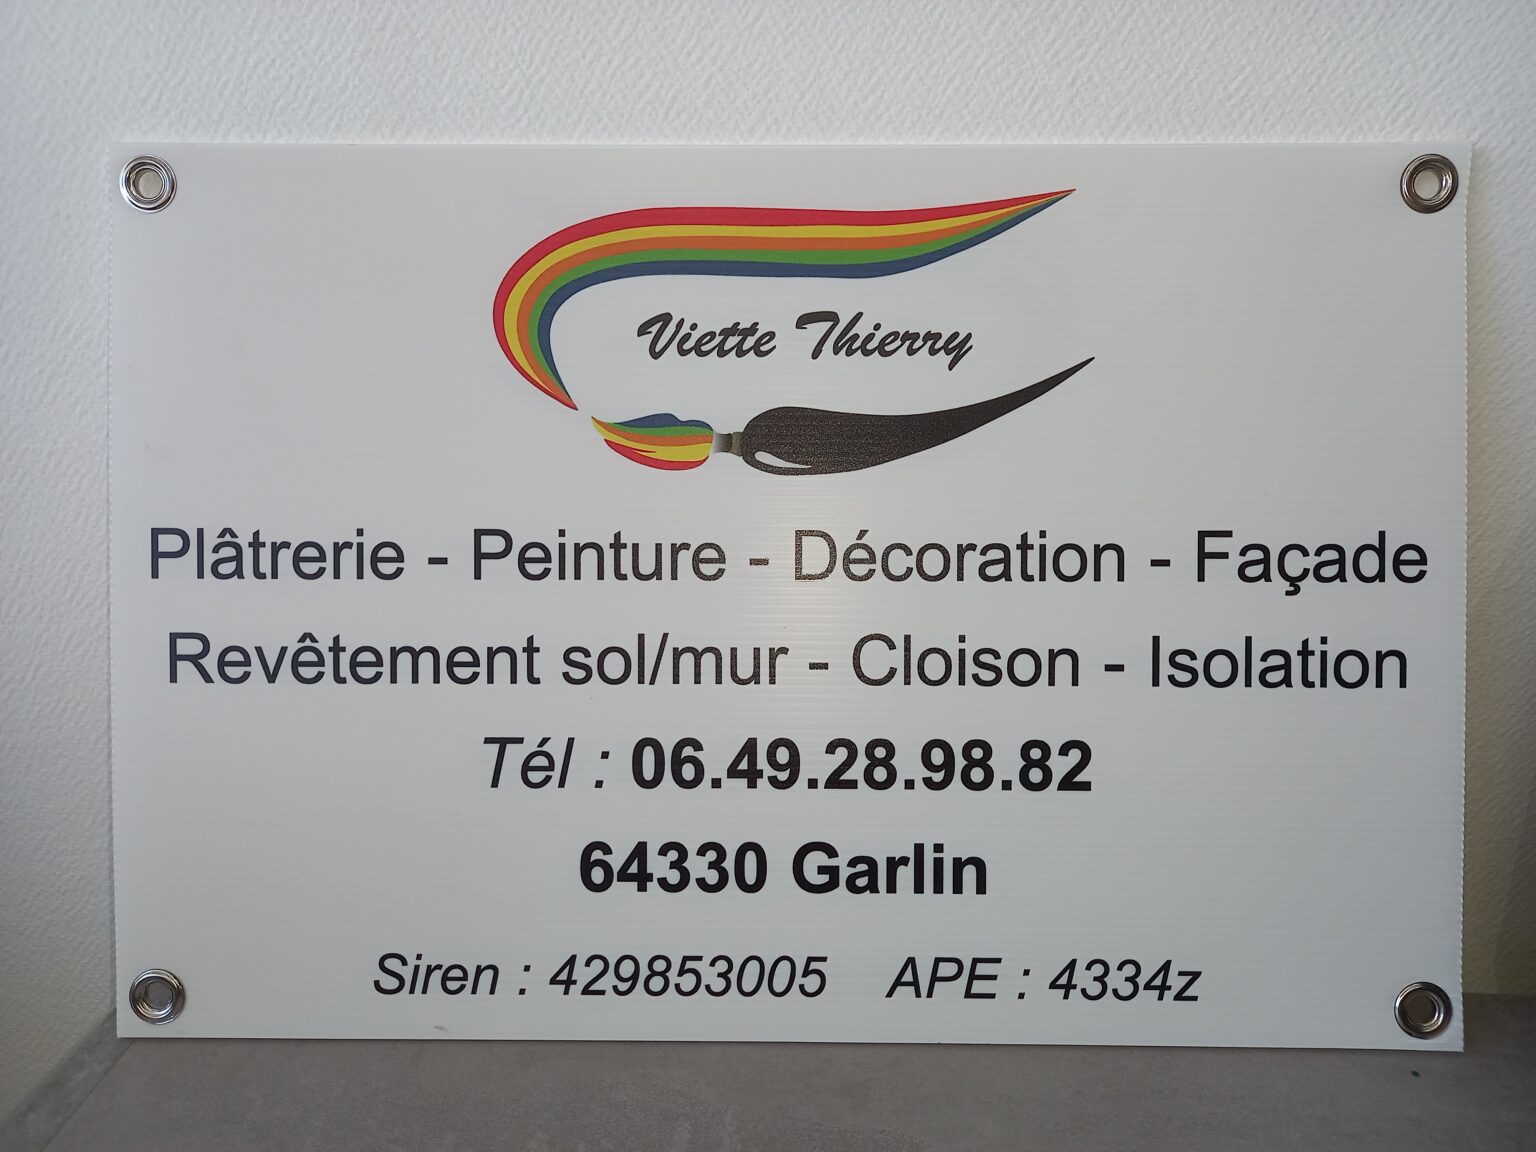 Viette Thierry
Plâtrerie - Peinture - Décoration - Façade
Revêtement sol/mur - Cloison - Isolation
Tél : 06.49.28.98.82
64330 Garlin
Siren : 429853005 APE : 4334z